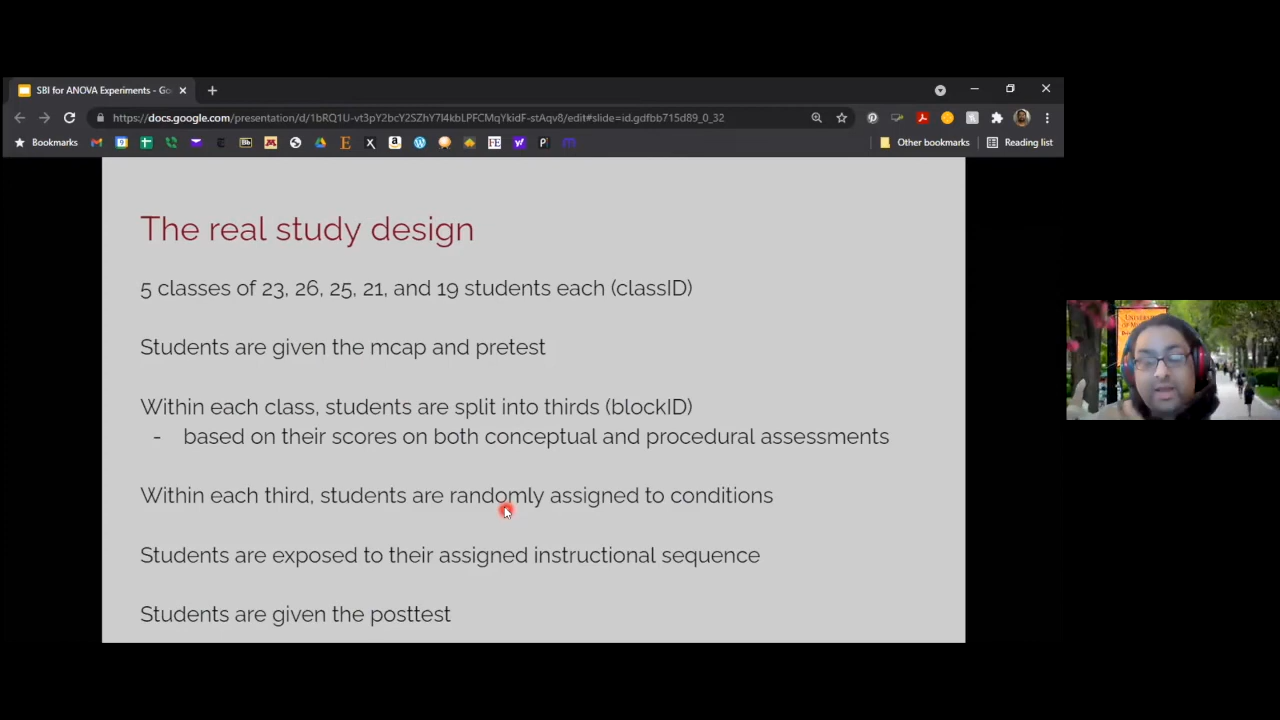 SBI for ANOVA Experiments - Go
https://docs.google.com/presentation/d/1bRQ1U-vt3pY2bcY2SZhY7l4kbLPFCMqYkidF-stAqv8/edit#slide=id.gdfbb715d89_0_32
Bookmarks
Other bookmarks
Reading list
The real study design
5 classes of 23, 26, 25, 21, and 19 students each (classID)
Students are given the mcap and pretest
Within each class, students are split into thirds (blockID)
- based on their scores on both conceptual and procedural assessments
Within each third, students are randomly assigned to conditions
Students are exposed to their assigned instructional sequence
Students are given the posttest